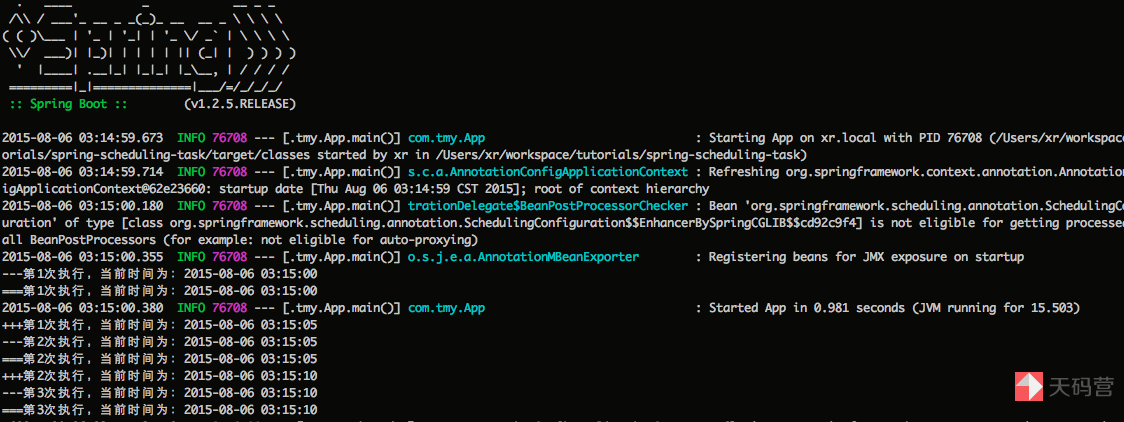 :: Spring Boot ::        (v1.2.5.RELEASE)
2015-08-06 03:14:59.673  INFO 76708 --- [.tmy.App.main()] com.tmy.App                              : Starting App on xr.local with PID 76708 (/Users/xr/workspace
orials/spring-scheduling-task/target/classes started by xr in /Users/xr/workspace/tutorials/spring-scheduling-task)
2015-08-06 03:14:59.714  INFO 76708 --- [.tmy.App.main()] s.c.a.AnnotationConfigApplicationContext : Refreshing org.springframework.context.annotation.Annotation
igApplicationContext@62e23660: startup date [Thu Aug 06 03:14:59 CST 2015]; root of context hierarchy
2015-08-06 03:15:00.180  INFO 76708 --- [.tmy.App.main()] trationDelegate$BeanPostProcessorChecker : Bean 'org.springframework.scheduling.annotation.SchedulingC
uration' of type [class org.springframework.scheduling.annotation.SchedulingConfiguration$$EnhancerBySpringCGLIB$$cd92c9f4] is not eligible for getting processed
all BeanPostProcessors (for example: not eligible for auto-proxying)
2015-08-06 03:15:00.355  INFO 76708 --- [.tmy.App.main()] o.s.j.e.a.AnnotationMBeanExporter        : Registering beans for JMX exposure on startup
---第1次执行，当前时间为：2015-08-06 03:15:00
===第1次执行，当前时间为：2015-08-06 03:15:00
2015-08-06 03:15:00.380  INFO 76708 --- [.tmy.App.main()] com.tmy.App                              : Started App in 0.981 seconds (JVM running for 15.503)
+++第1次执行，当前时间为：2015-08-06 03:15:05
---第2次执行，当前时间为：2015-08-06 03:15:05
===第2次执行，当前时间为：2015-08-06 03:15:05
+++第2次执行，当前时间为：2015-08-06 03:15:10
---第3次执行，当前时间为：2015-08-06 03:15:10
===第3次执行，当前时间为：2015-08-06 03:15:10
天码营